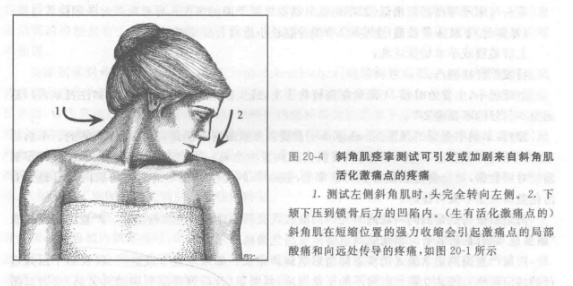 1
2
图 20-4 斜角肌痉挛测试可引发或加剧来自斜角肌
活化激痛点的疼痛
1. 测试左侧斜角肌时,头完全转向左侧。2. 下
颌下压到锁骨上方的凹陷内。(生有活化激痛点的)
斜角肌在短缩位置的强力收缩会引起激痛点的局部
酸痛和向远处传导的疼痛,如图 20-1 所示